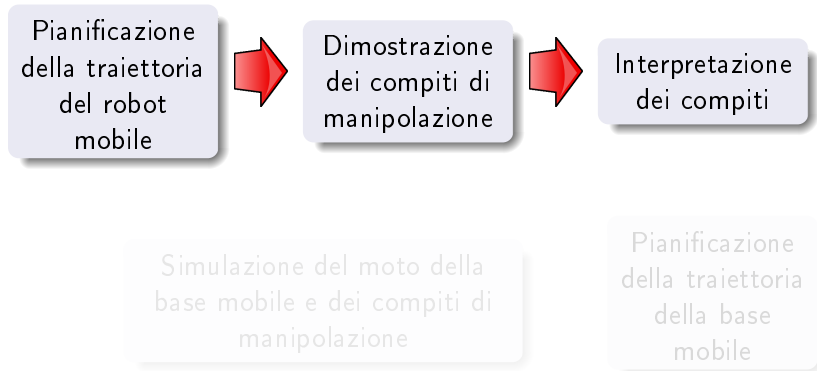 Pianificazione
della traiettoria
del robot
mobile
Dimostrazione
dei compiti di
manipolazione
Interpretazione
dei compiti
Simulazione del moto della
base mobile e dei compiti di
manipolazione
Pianificazione
della traiettoria
della base
mobile